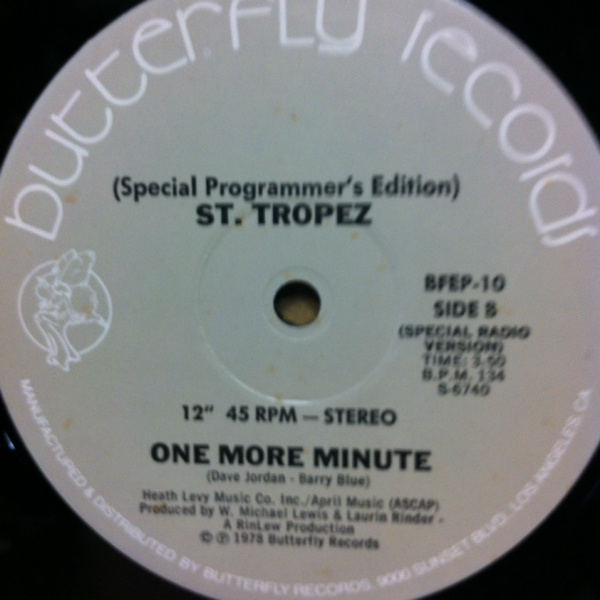 butterfly records
(Special Programmer's Edition)
ST. TROPEZ
BFEP-10
SIDE B
(SPECIAL RADIO
VERSION)
TIME: 3:50
B.P.M. 134
S-6740
12" 45 RPM — STEREO
ONE MORE MINUTE
(Dave Jordan - Barry Blue)
Heath Levy Music Co. Inc./April Music (ASCAP)
Produced by W. Michael Lewis & Laurin Rinder -
A RinLew Production
© ℗ 1978 Butterfly Records
MANUFACTURED & DISTRIBUTED BY BUTTERFLY RECORDS. 9000 SUNSET BLVD. LOS ANGELES, CA